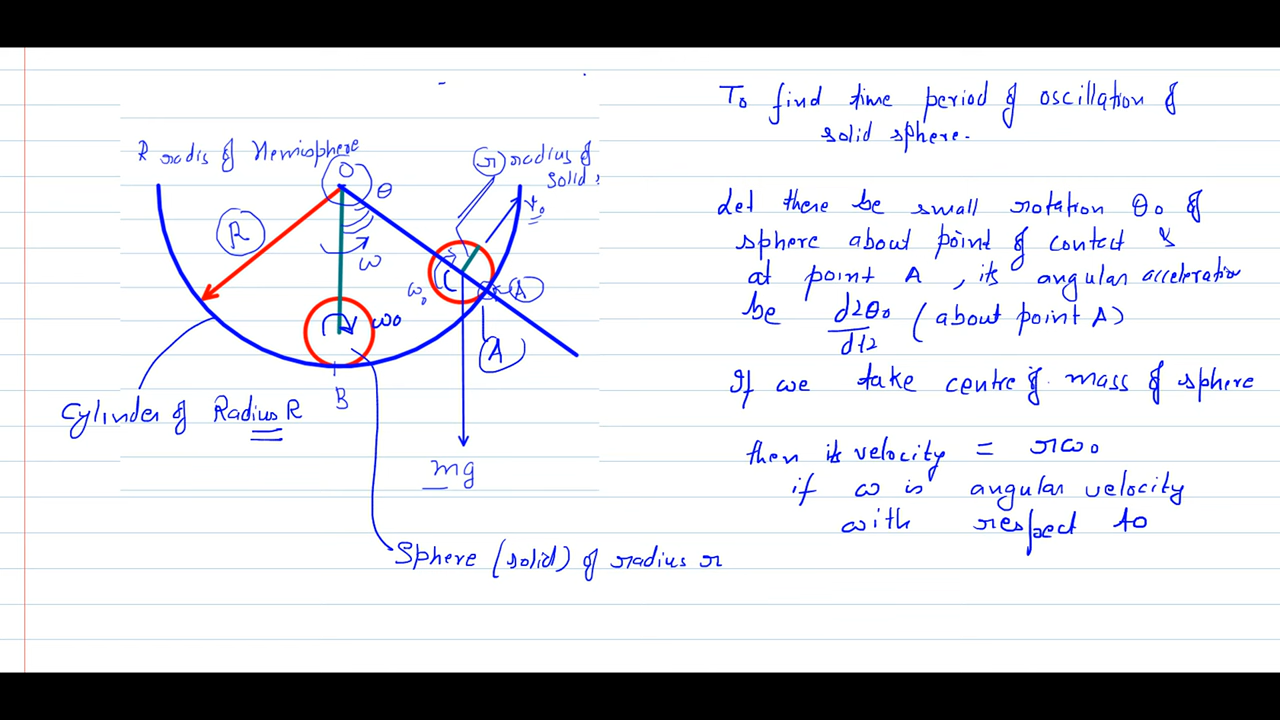 To find time period of oscillation of
solid sphere.
R radis of Hemisphere
(r) radius of
solid s
O
θ
v₀
R
ω
ω₀
C
A
ω₀
A
B
Cylinder of Radius R
mg
Sphere (solid) of radius r
Let there be small rotation θ₀ of
sphere about point of contact &
at point A, its angular acceleration
be d2θ₀/dt2 (about point A)
If we take centre of mass of sphere
then its velocity = rω₀
if ω is angular velocity
with respect to